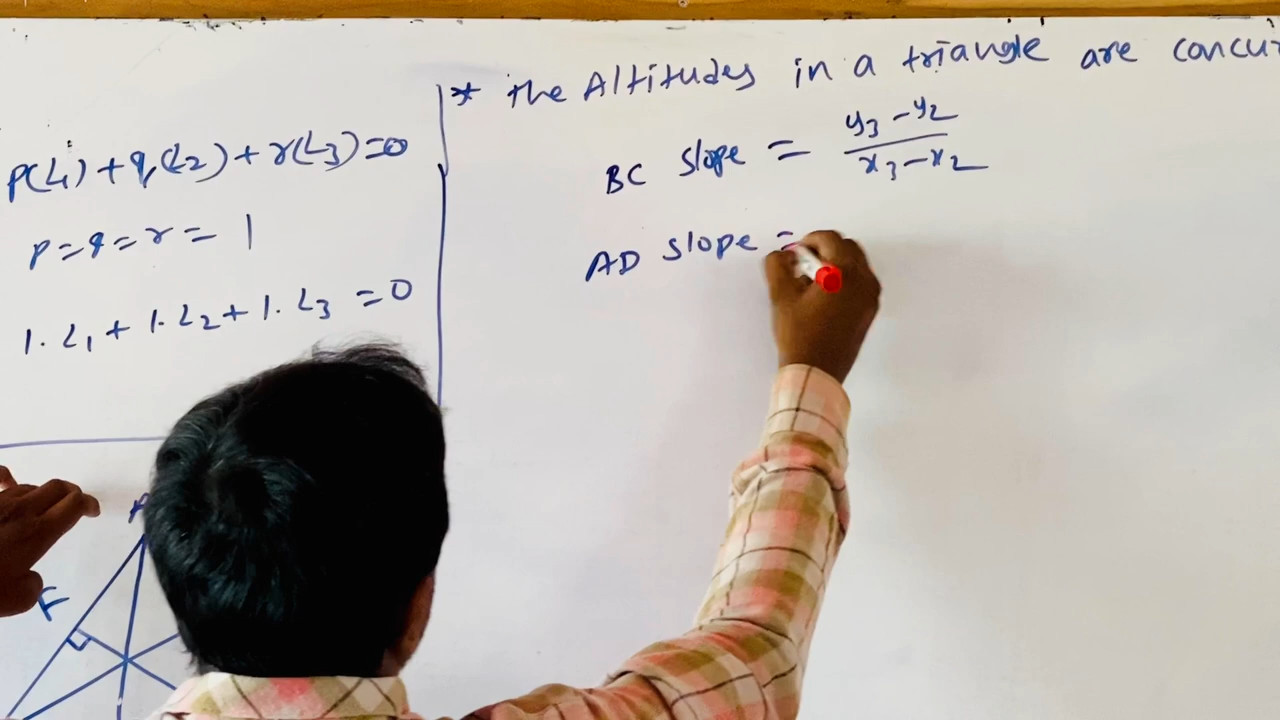 P(L1)+q(L2)+r(L3)=0
P=q=r=1
1.L1+1.L2+1.L3=0
F
* the Altitudes in a triangle are concur
BC slope = y3-y2/x3-x2
AD slope =